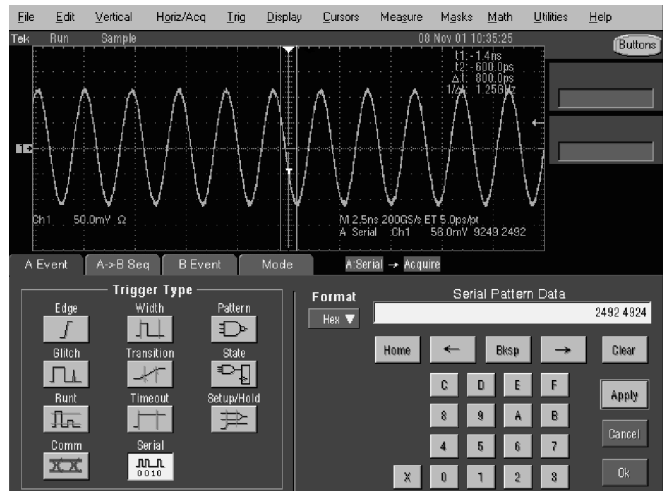 File Edit Vertical Horiz/Acq Trig Display Cursors Measure Masks Math Utilities Help
Tek Run Sample 08 Nov 01 10:35:25 Buttons
t1: -1.4ns
t2: -600.0ps
Δt: 800.0ps
1/Δt: 1.25GHz
1
Ch1 50.0mV Ω M 2.5ns 200GS/s ET 5.0ps/pt
A Serial Ch1 58.0mV 9249 2492
A Event A->B Seq B Event Mode A:Serial → Acquire
Trigger Type
Edge Width Pattern
Glitch Transition State
Runt Timeout Setup/Hold
Comm Serial
0010
Format Serial Pattern Data
Hex 2492 4924
Home ← Bksp → Clear
C D E F
Apply
8 9 A B
Cancel
4 5 6 7
X 0 1 2 3 Ok